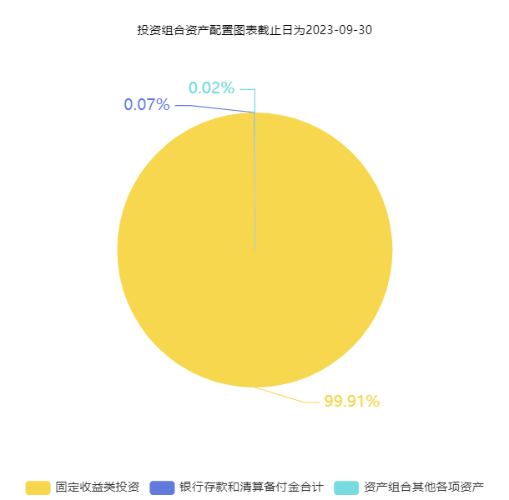 投资组合资产配置图表截止日为2023-09-30
0.02%
0.07%
99.91%
固定收益类投资 银行存款和清算备付金合计 资产组合其他各项资产